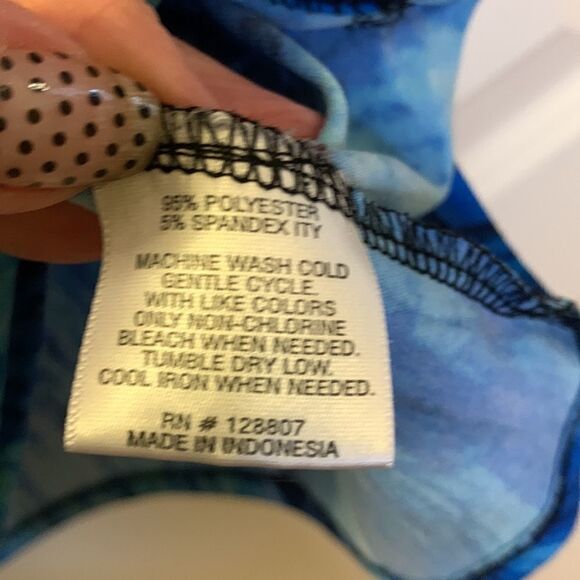 95% POLYESTER
5% SPANDEX ITY
MACHINE WASH COLD
GENTLE CYCLE.
WITH LIKE COLORS
ONLY NON-CHLORINE
BLEACH WHEN NEEDED.
TUMBLE DRY LOW.
COOL IRON WHEN NEEDED.
RN # 128807
MADE IN INDONESIA